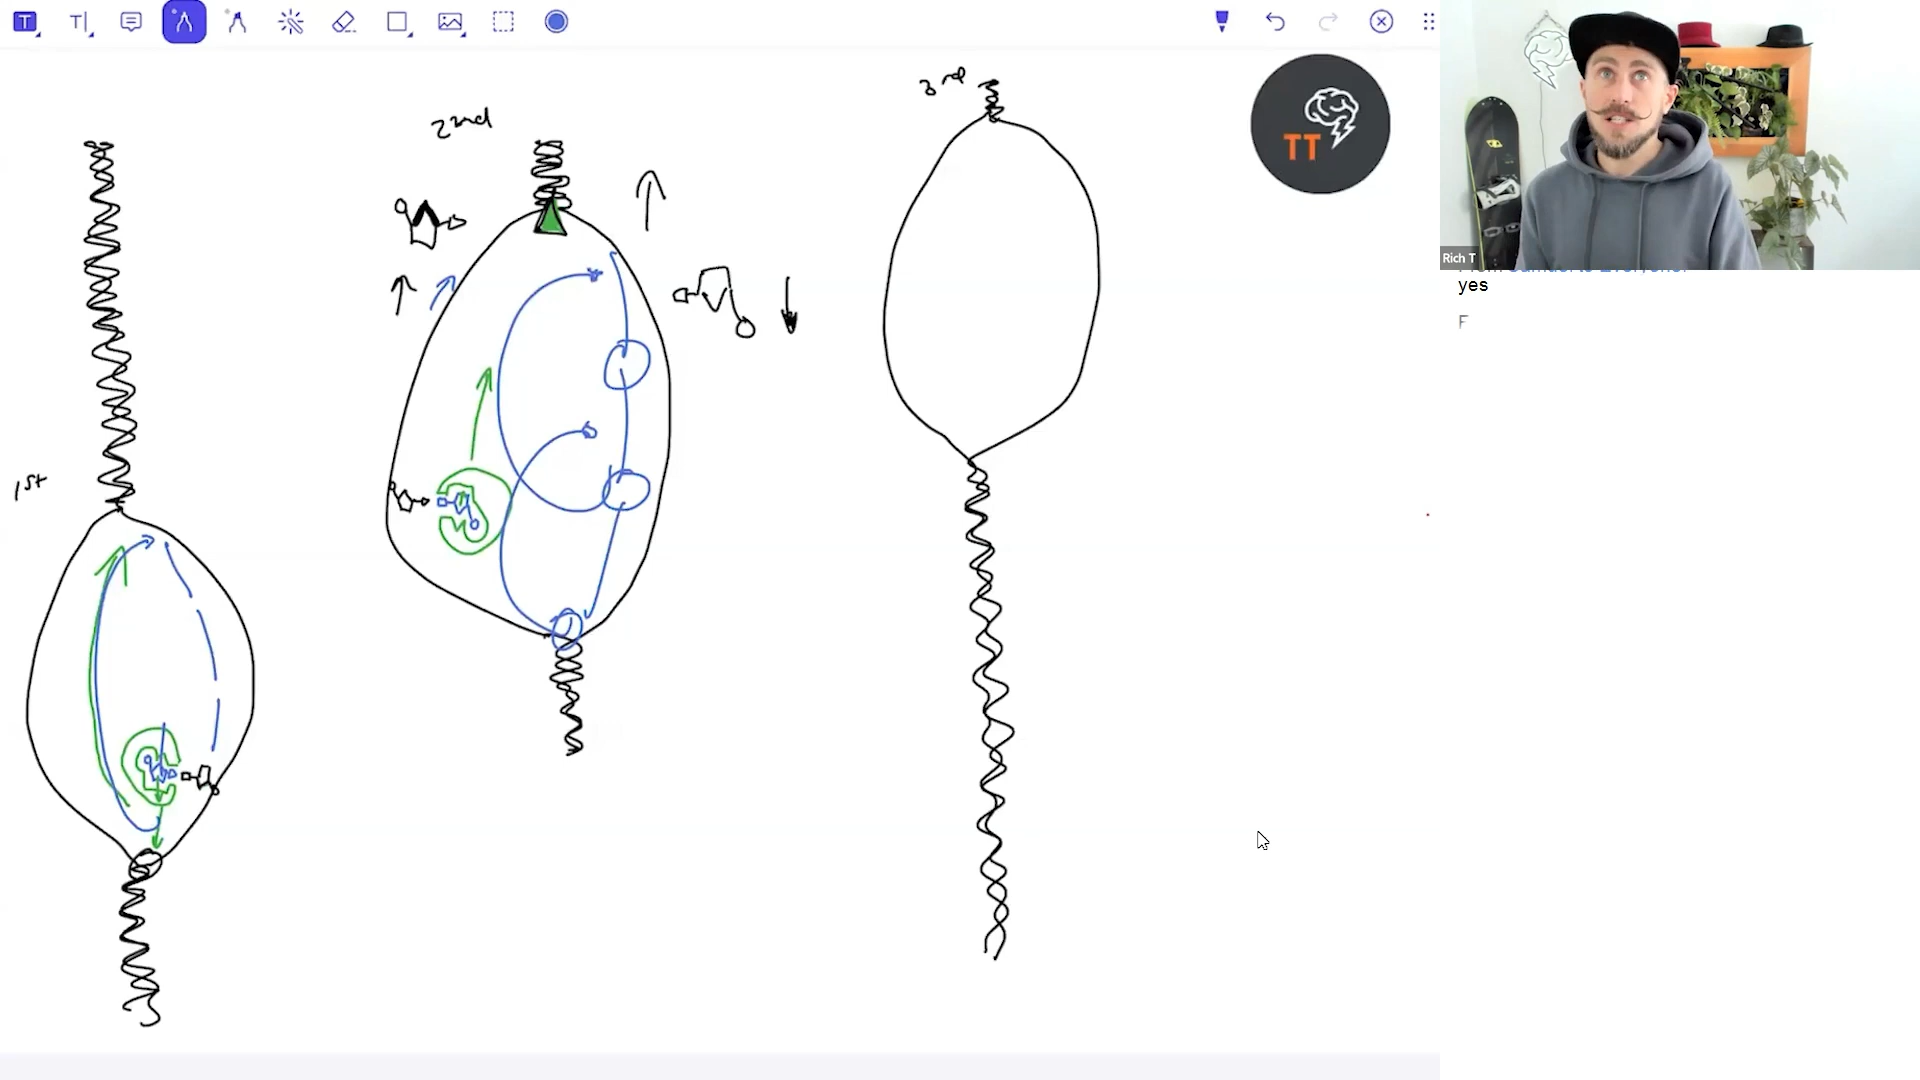 T
T
2nd
3rd
TT
Rich T
yes
F
1st